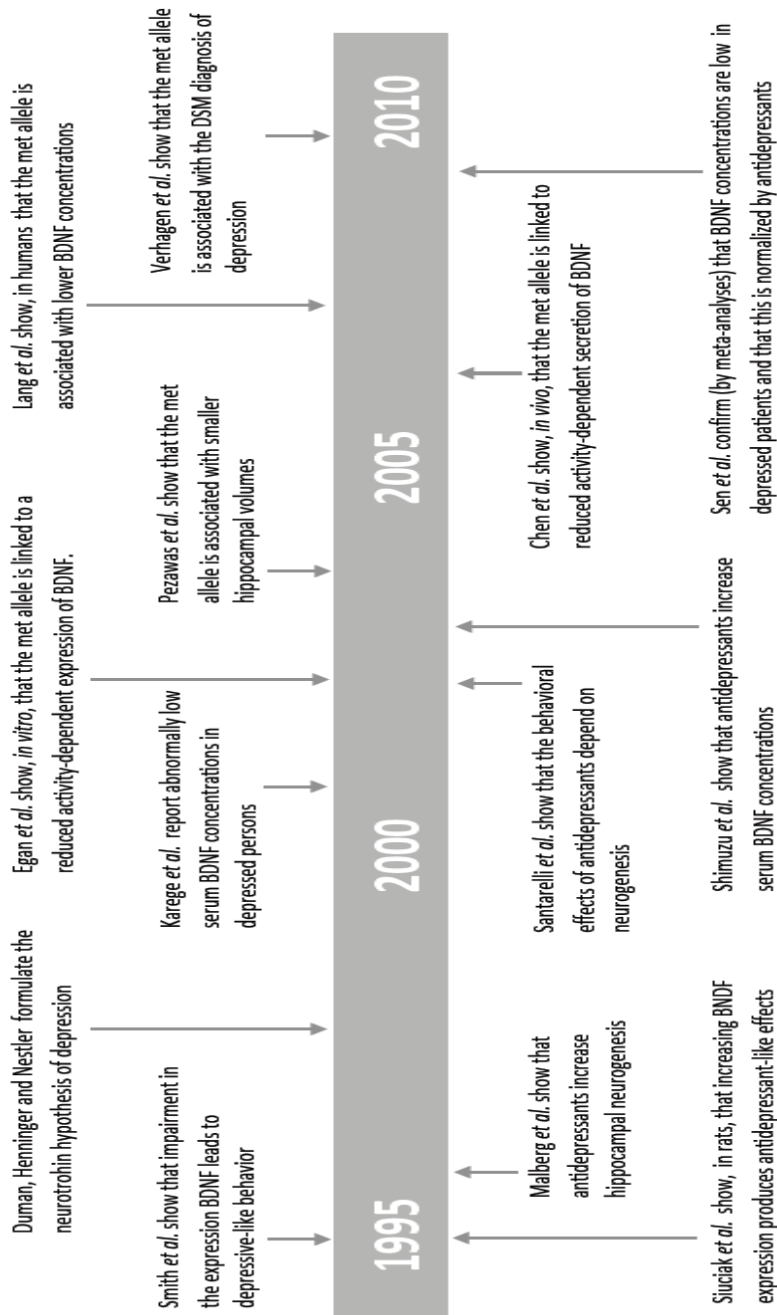 Duman, Henninger and Nestler formulate the
neurotrohin hypothesis of depression
Egan et al. show, in vitro, that the met allele is linked to a
reduced activity-dependent expression of BDNF.
Lang et al. show, in humans that the met allele is
associated with lower BDNF concentrations
Smith et al. show that impairment in
the expression BDNF leads to
depressive-like behavior
Karege et al. report abnormally low
serum BDNF concentrations in
depressed persons
Pezawas et al. show that the met
allele is associated with smaller
hippocampal volumes
Verhagen et al. show that the met allele
is associated with the DSM diagnosis of
depression
1995
2000
2005
2010
Malberg et al. show that
antidepressants increase
hippocampal neurogenesis
Santarelli et al. show that the behavioral
effects of antidepressants depend on
neurogenesis
Chen et al. show, in vivo, that the met allele is linked to
reduced activity-dependent secretion of BDNF
Siuciak et al. show, in rats, that increasing BNDF
expression produces antidepressant-like effects
Shimuzu et al. show that antidepressants increase
serum BDNF concentrations
Sen et al. confirm (by meta-analyses) that BDNF concentrations are low in
depressed patients and that this is normalized by antidepressants